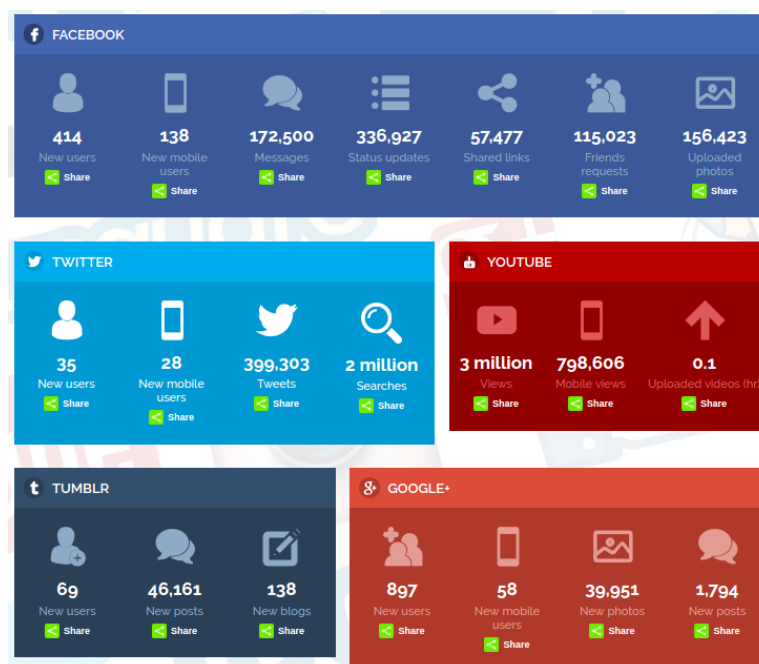 FACEBOOK
414 138 172,500 336,927 57,477 115,023 156,423
New users New mobile users Messages Status updates Shared links Friends requests Uploaded photos
Share Share Share Share Share Share Share
TWITTER
35 28 399,303 2 million
New users New mobile users Tweets Searches
Share Share Share Share
YOUTUBE
3 million 798,606 0.1
Views Mobile views Uploaded videos (hr)
Share Share Share
TUMBLR
69 46,161 138
New users New posts New blogs
Share Share Share
GOOGLE+
897 58 39,951 1,794
New users New mobile users New photos New posts
Share Share Share Share